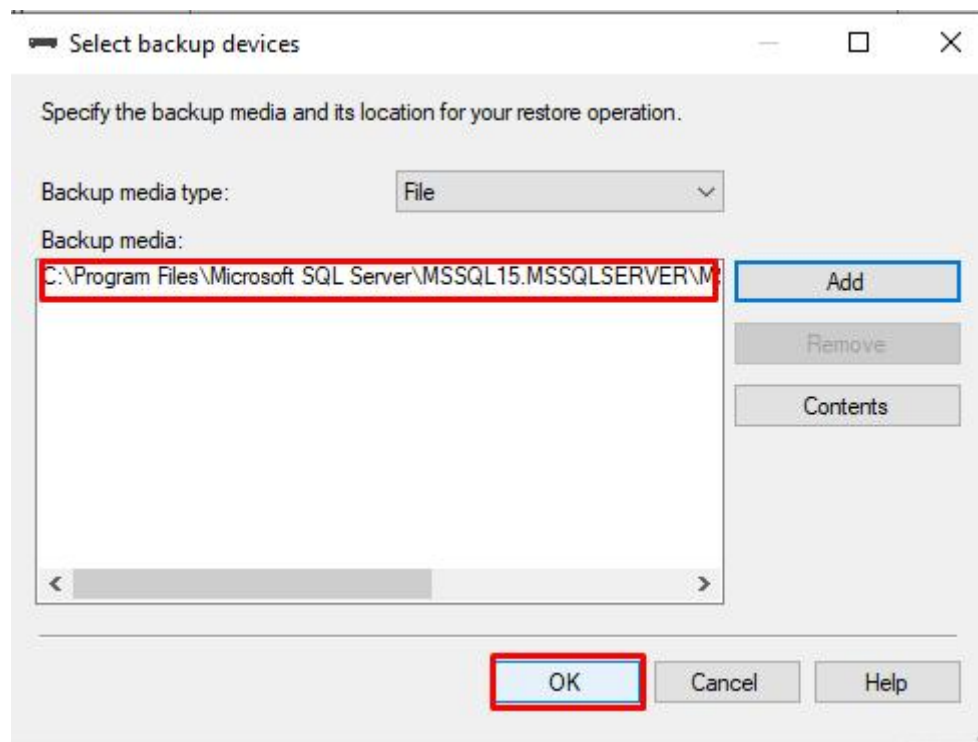 Select backup devices
Specify the backup media and its location for your restore operation.
Backup media type: File
Backup media:
C:\Program Files\Microsoft SQL Server\MSSQL15.MSSQLSERVER\M
Add
Remove
Contents
OK Cancel Help